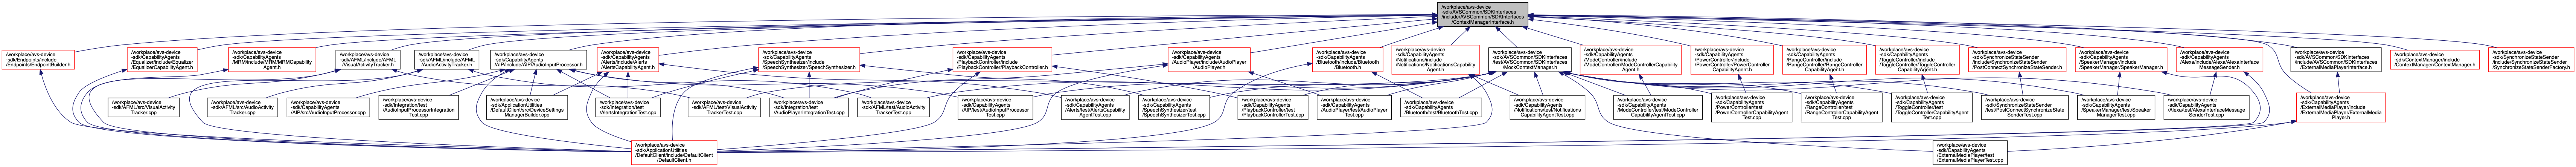 /workplace/avs-device
-sdk/AVSCommon/SDKInterfaces
/include/AVSCommon/SDKInterfaces
/ContextManagerInterface.h
/workplace/avs-device
-sdk/Endpoints/include
/Endpoints/EndpointBuilder.h
/workplace/avs-device
-sdk/CapabilityAgents
/Equalizer/include/Equalizer
/EqualizerCapabilityAgent.h
/workplace/avs-device
-sdk/CapabilityAgents
/MRM/include/MRM/MRMCapability
Agent.h
/workplace/avs-device
-sdk/AFML/include/AFML
/VisualActivityTracker.h
/workplace/avs-device
-sdk/AFML/include/AFML
/AudioActivityTracker.h
/workplace/avs-device
-sdk/Capability
Agents
/AIP/include/AIP/AudioInputProcessor.h
/workplace/avs-device
-sdk/CapabilityAgents
/Alerts/include/Alerts
/AlertsCapabilityAgent.h
/workplace/avs-device
-sdk/CapabilityAgents
/SpeechSynthesizer/include
/SpeechSynthesizer/SpeechSynthesizer.h
/workplace/avs-device
-sdk/CapabilityAgents
/PlaybackController/include
/PlaybackController/PlaybackController.h
/workplace/avs-device
-sdk/CapabilityAgents
/AudioPlayer/include/AudioPlayer
/AudioPlayer.h
/workplace/avs-device
-sdk/CapabilityAgents
/Bluetooth/include/Bluetooth
/Bluetooth.h
/workplace/avs-device
-sdk/CapabilityAgents
/Notifications/include
/Notifications/NotificationsCapability
Agent.h
/workplace/avs-device
-sdk/AVSCommon/SDKInterfaces
/test/AVSCommon/SDKInterfaces
/MockContextManager.h
/workplace/avs-device
-sdk/CapabilityAgents
/ModeController/include
/ModeController/ModeControllerCapability
Agent.h
/workplace/avs-device
-sdk/CapabilityAgents
/PowerController/include
/PowerController/PowerController
CapabilityAgent.h
/workplace/avs-device
-sdk/CapabilityAgents
/RangeController/include
/RangeController/RangeController
CapabilityAgent.h
/workplace/avs-device
-sdk/CapabilityAgents
/ToggleController/include
/ToggleController/ToggleController
CapabilityAgent.h
/workplace/avs-device
-sdk/SynchronizeStateSender
/include/SynchronizeStateSender
/PostConnectSynchronizeStateSender.h
/workplace/avs-device
-sdk/CapabilityAgents
/SpeakerManager/include
/SpeakerManager/SpeakerManager.h
/workplace/avs-device
-sdk/CapabilityAgents
/Alexa/include/Alexa/AlexaInterface
MessageSender.h
/workplace/avs-device
-sdk/AVSCommon/SDKInterfaces
/include/AVSCommon/SDKInterfaces
/ExternalMediaPlayerInterface.h
/workplace/avs-device
-sdk/ContextManager/include
/ContextManager/ContextManager.h
/workplace/avs-device
-sdk/SynchronizeStateSender
/include/SynchronizeStateSender
/SynchronizeStateSenderFactory.h
/workplace/avs-device
-sdk/AFML/src/VisualActivity
Tracker.cpp
/workplace/avs-device
-sdk/AFML/src/AudioActivity
Tracker.cpp
/workplace/avs-device
-sdk/CapabilityAgents
/AIP/src/AudioInputProcessor.cpp
/workplace/avs-device
-sdk/Integration/test
/AudioInputProcessorIntegration
Test.cpp
/workplace/avs-device
-sdk/ApplicationUtilities
/DefaultClient/src/DeviceSettings
ManagerBuilder.cpp
/workplace/avs-device
-sdk/Integration/test
/AlertsIntegrationTest.cpp
/workplace/avs-device
-sdk/AFML/test/VisualActivity
TrackerTest.cpp
/workplace/avs-device
-sdk/Integration/test
/AudioPlayerIntegrationTest.cpp
/workplace/avs-device
-sdk/AFML/test/AudioActivity
TrackerTest.cpp
/workplace/avs-device
-sdk/CapabilityAgents
/AIP/test/AudioInputProcessor
Test.cpp
/workplace/avs-device
-sdk/CapabilityAgents
/Alerts/test/AlertsCapability
AgentTest.cpp
/workplace/avs-device
-sdk/CapabilityAgents
/SpeechSynthesizer/test
/SpeechSynthesizerTest.cpp
/workplace/avs-device
-sdk/CapabilityAgents
/PlaybackController/test
/PlaybackControllerTest.cpp
/workplace/avs-device
-sdk/CapabilityAgents
/AudioPlayer/test/AudioPlayer
Test.cpp
/workplace/avs-device
-sdk/CapabilityAgents
/Bluetooth/test/BluetoothTest.cpp
/workplace/avs-device
-sdk/CapabilityAgents
/Notifications/test/Notifications
CapabilityAgentTest.cpp
/workplace/avs-device
-sdk/CapabilityAgents
/ModeController/test/ModeController
CapabilityAgentTest.cpp
/workplace/avs-device
-sdk/CapabilityAgents
/PowerController/test
/PowerControllerCapabilityAgent
Test.cpp
/workplace/avs-device
-sdk/CapabilityAgents
/RangeController/test
/RangeControllerCapabilityAgent
Test.cpp
/workplace/avs-device
-sdk/CapabilityAgents
/ToggleController/test
/ToggleControllerCapabilityAgent
Test.cpp
/workplace/avs-device
-sdk/SynchronizeStateSender
/test/PostConnectSynchronizeState
SenderTest.cpp
/workplace/avs-device
-sdk/CapabilityAgents
/SpeakerManager/test/Speaker
ManagerTest.cpp
/workplace/avs-device
-sdk/CapabilityAgents
/Alexa/test/AlexaInterfaceMessage
SenderTest.cpp
/workplace/avs-device
-sdk/CapabilityAgents
/ExternalMediaPlayer/include
/ExternalMediaPlayer/ExternalMedia
Player.h
/workplace/avs-device
-sdk/ApplicationUtilities
/DefaultClient/include/DefaultClient
/DefaultClient.h
/workplace/avs-device
-sdk/CapabilityAgents
/ExternalMediaPlayer/test
/ExternalMediaPlayerTest.cpp